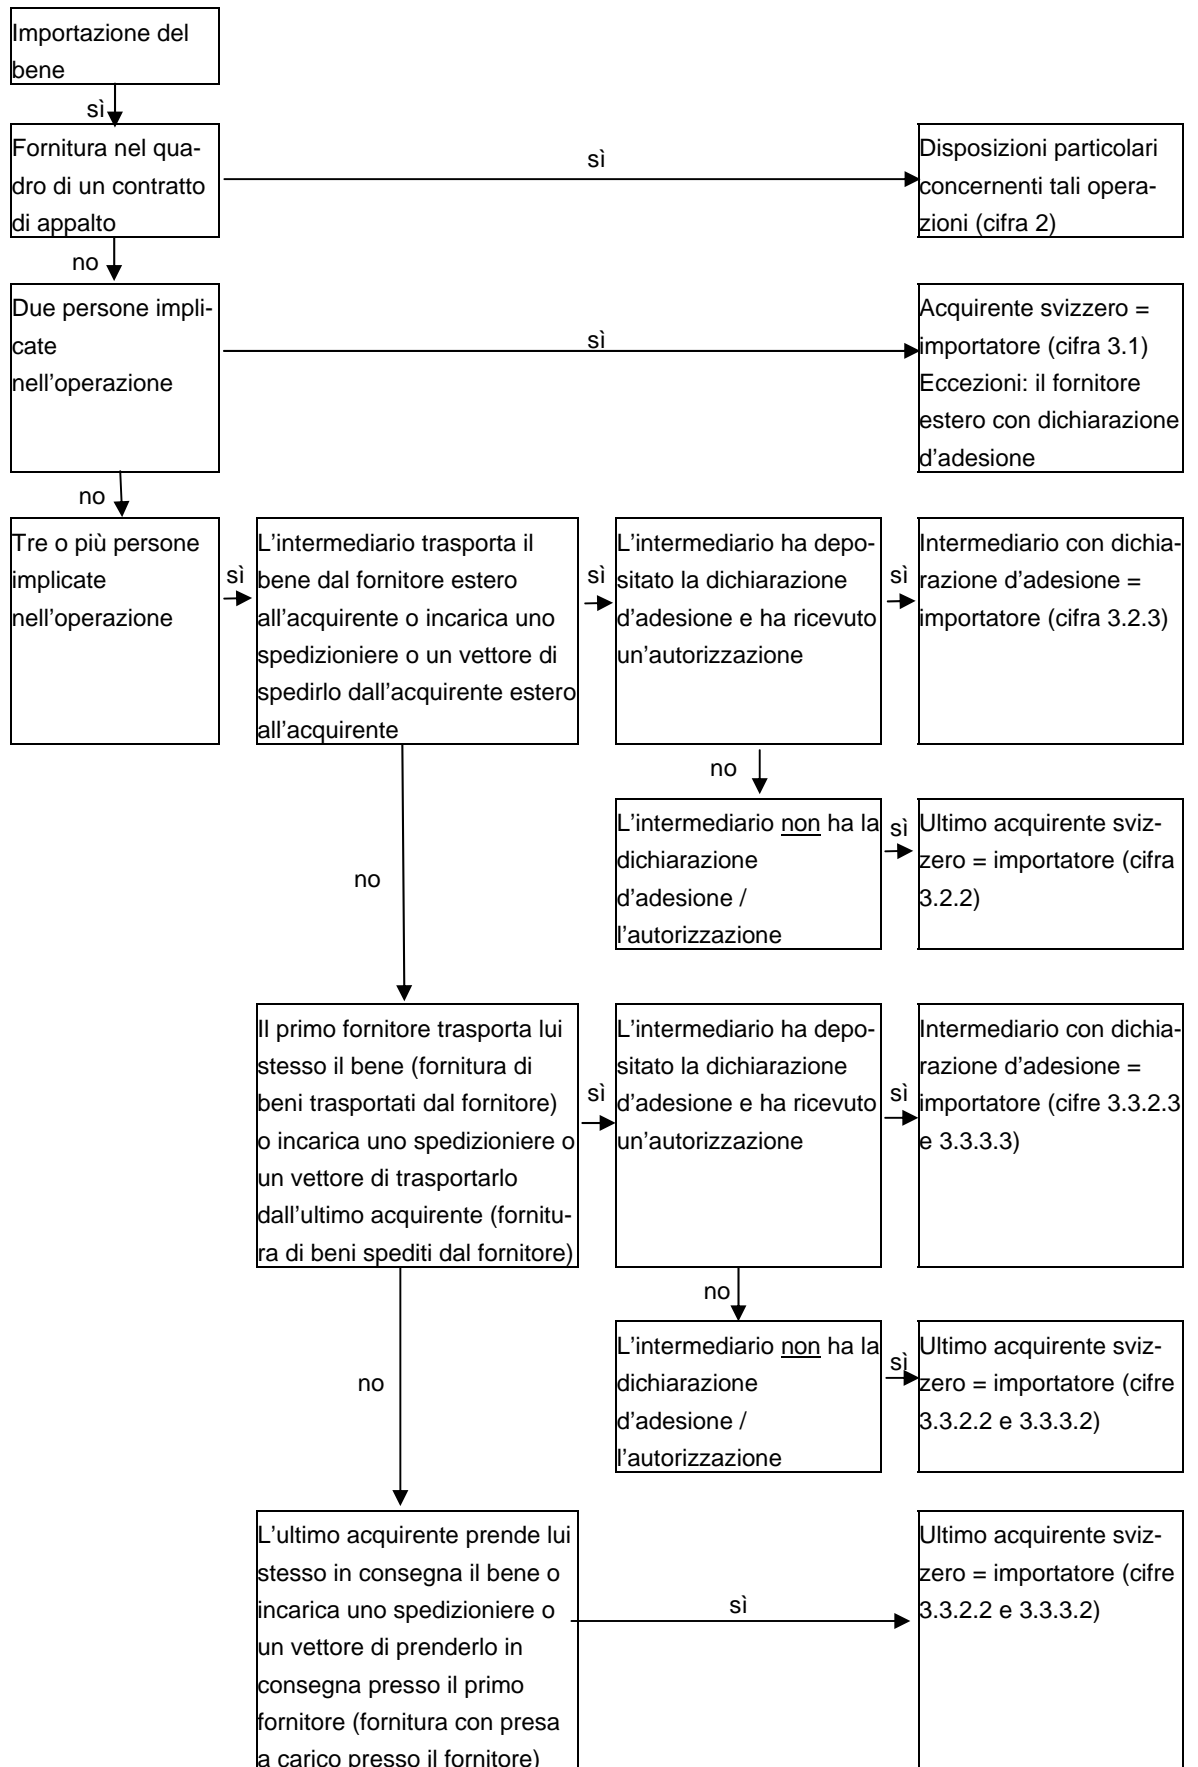 Importazione del
bene
sì
Fornitura nel qua-
dro di un contratto
di appalto
sì
Disposizioni particolari
concernenti tali opera-
zioni (cifra 2)
no
Due persone impli-
cate
nell'operazione
sì
Acquirente svizzero =
importatore (cifra 3.1)
Eccezioni: il fornitore
estero con dichiarazione
d'adesione
no
Tre o più persone
implicate
nell'operazione
sì
L'intermediario trasporta il
bene dal fornitore estero
all'acquirente o incarica uno
spedizioniere o un vettore di
spedirlo dall'acquirente estero
all'acquirente
sì
L'intermediario ha depo-
sitato la dichiarazione
d'adesione e ha ricevuto
un'autorizzazione
sì
Intermediario con dichia-
razione d'adesione =
importatore (cifra 3.2.3)
no
L'intermediario non ha la
dichiarazione
d'adesione /
l'autorizzazione
sì
Ultimo acquirente sviz-
zero = importatore (cifra
3.2.2)
no
Il primo fornitore trasporta lui
stesso il bene (fornitura di
beni trasportati dal fornitore)
o incarica uno spedizioniere o
un vettore di trasportarlo
dall'ultimo acquirente (fornitu-
ra di beni spediti dal fornitore)
sì
L'intermediario ha depo-
sitato la dichiarazione
d'adesione e ha ricevuto
un'autorizzazione
sì
Intermediario con dichia-
razione d'adesione =
importatore (cifre 3.3.2.3
e 3.3.3.3)
no
L'intermediario non ha la
dichiarazione
d'adesione /
l'autorizzazione
sì
Ultimo acquirente sviz-
zero = importatore (cifre
3.3.2.2 e 3.3.3.2)
no
L'ultimo acquirente prende lui
stesso in consegna il bene o
incarica uno spedizioniere o
un vettore di prenderlo in
consegna presso il primo
fornitore (fornitura con presa
a carico presso il fornitore)
sì
Ultimo acquirente sviz-
zero = importatore (cifre
3.3.2.2 e 3.3.3.2)